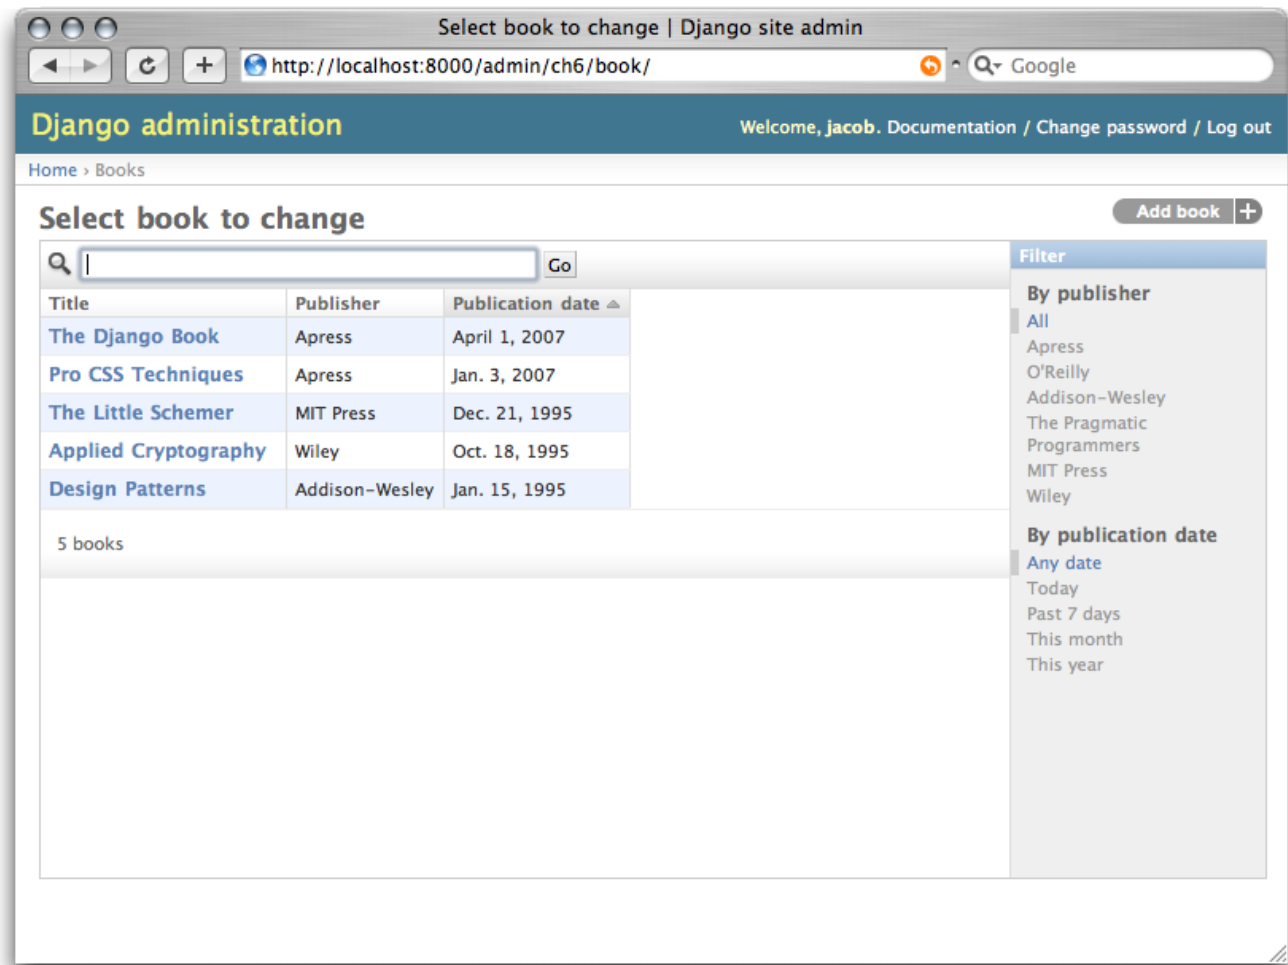 Select book to change | Django site admin
http://localhost:8000/admin/ch6/book/
Google
Django administration
Welcome, jacob. Documentation / Change password / Log out
Home › Books
Select book to change
Add book +
Go
Title Publisher Publication date
The Django Book Apress April 1, 2007
Pro CSS Techniques Apress Jan. 3, 2007
The Little Schemer MIT Press Dec. 21, 1995
Applied Cryptography Wiley Oct. 18, 1995
Design Patterns Addison-Wesley Jan. 15, 1995
5 books
Filter
By publisher
All
Apress
O'Reilly
Addison-Wesley
The Pragmatic
Programmers
MIT Press
Wiley
By publication date
Any date
Today
Past 7 days
This month
This year